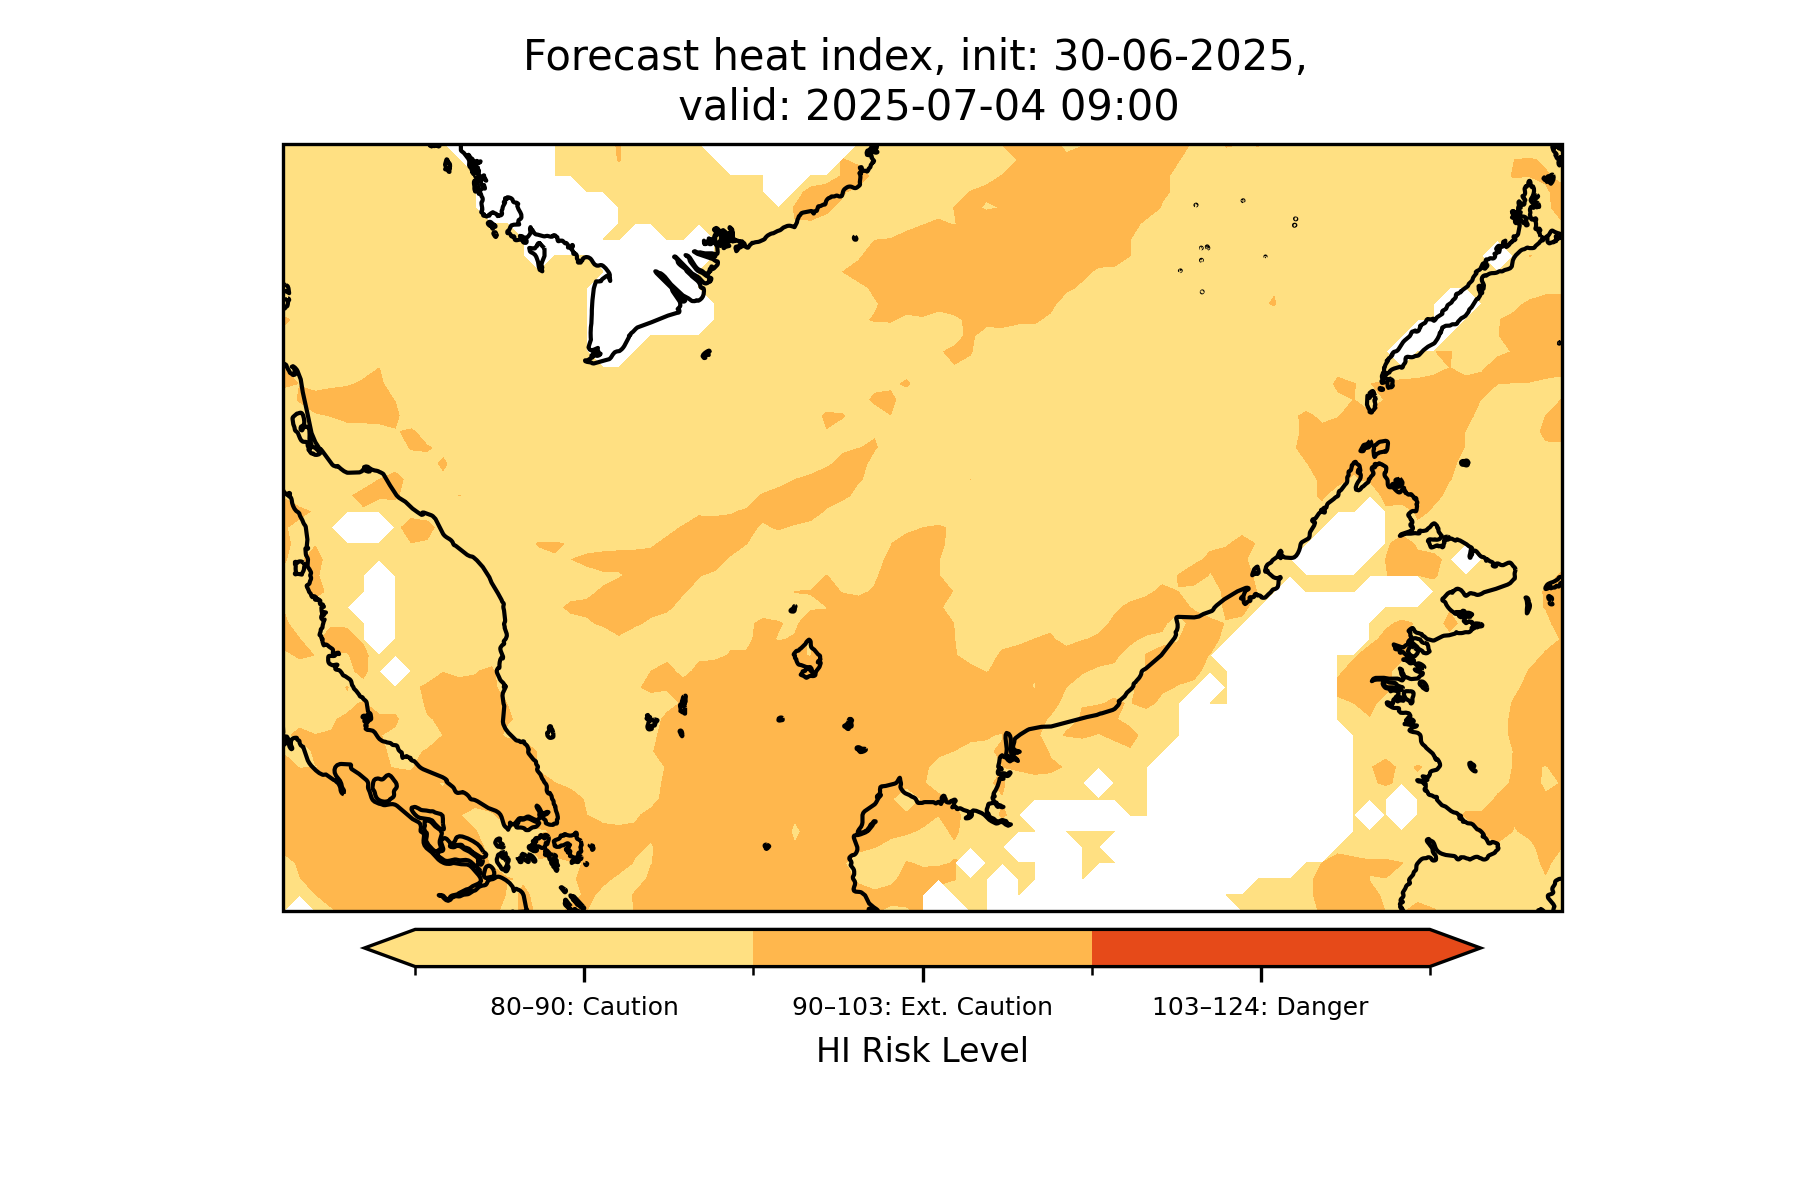 Forecast heat index, init: 30-06-2025,
valid: 2025-07-04 09:00
80–90: Caution
90–103: Ext. Caution
103–124: Danger
HI Risk Level